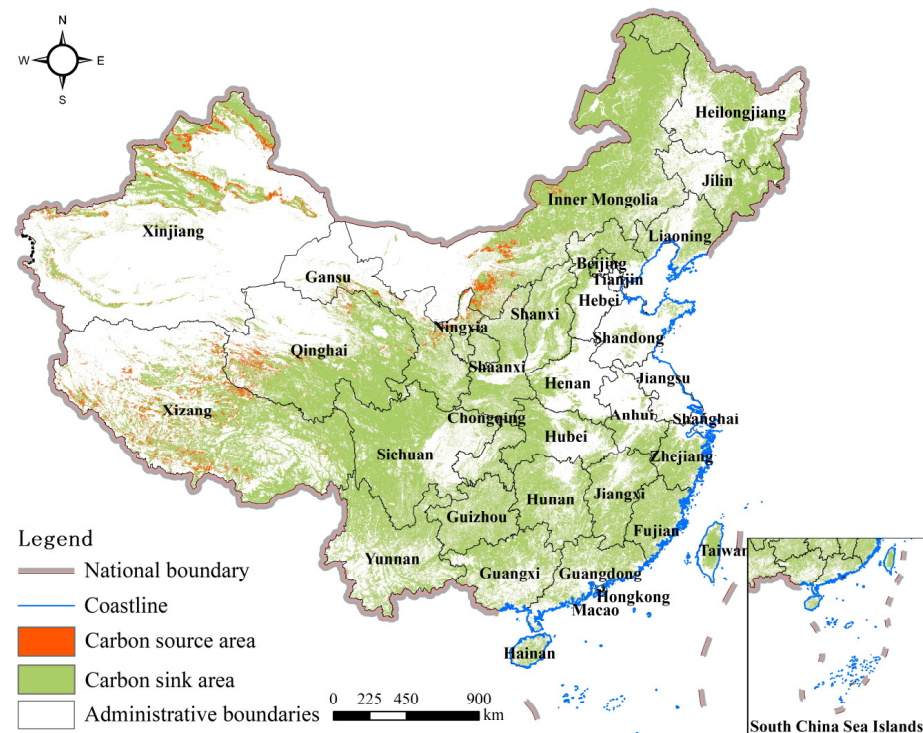 N
W
E
S
Heilongjiang
Jilin
Inner Mongolia
Liaoning
Xinjiang
Beijing
Tianjin
Gansu
Hebei
Shanxi
Ningxia
Shandong
Qinghai
Shaanxi
Jiangsu
Henan
Xizang
Chongqing
Anhui
Shanghai
Hubei
Sichuan
Zhejiang
Hunan
Jiangxi
Guizhou
Fujian
Taiwan
Yunnan
Guangxi
Guangdong
Hongkong
Macao
Hainan
Legend
National boundary
Coastline
Carbon source area
Carbon sink area
Administrative boundaries
0 225 450 900
km
South China Sea Islands